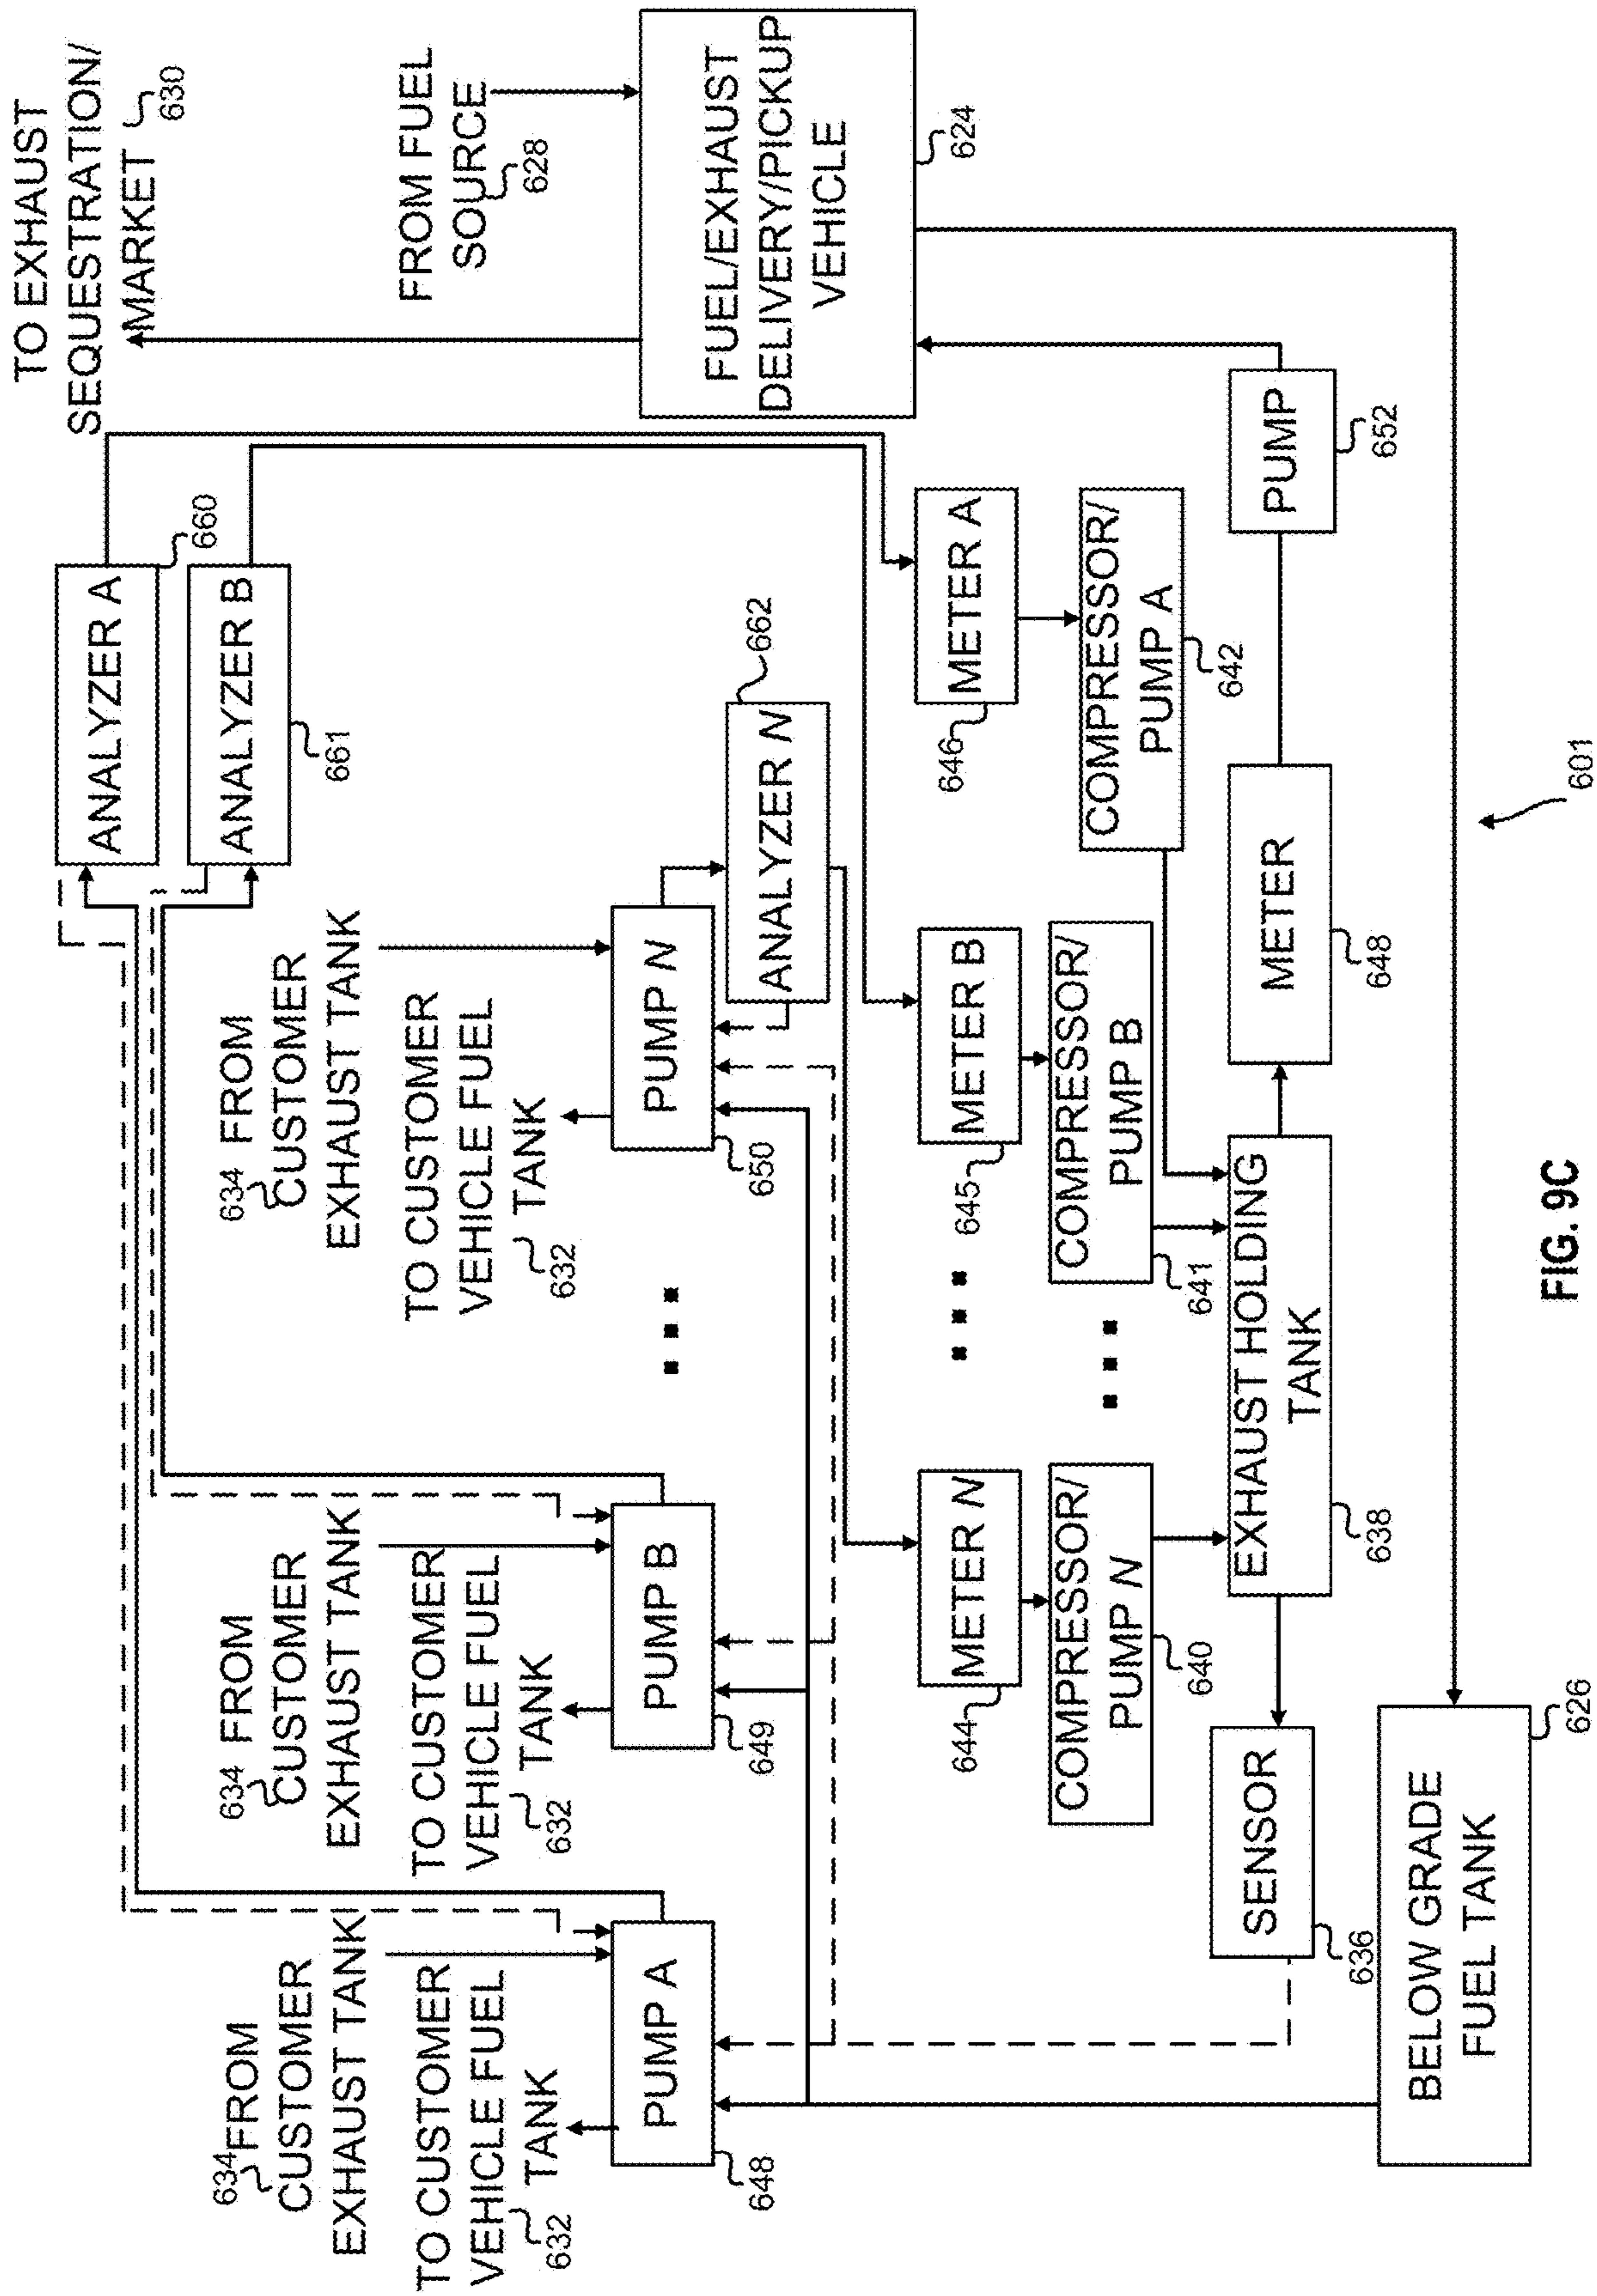 TO EXHAUST
SEQUESTRATION/
MARKET
630
FROM FUEL
SOURCE
628
FUEL/EXHAUST
DELIVERY/PICKUP
VEHICLE
624
ANALYZER A
660
ANALYZER B
661
634 FROM
CUSTOMER
EXHAUST TANK
TO CUSTOMER
VEHICLE FUEL
TANK
632
PUMP A
648
634 FROM
CUSTOMER
EXHAUST TANK
TO CUSTOMER
VEHICLE FUEL
TANK
632
PUMP B
649
634 FROM
CUSTOMER
EXHAUST TANK
TO CUSTOMER
VEHICLE FUEL
TANK
632
PUMP N
650
ANALYZER N
662
METER N
644
METER B
645
METER A
646
COMPRESSOR/
PUMP N
640
COMPRESSOR/
PUMP B
641
COMPRESSOR/
PUMP A
642
SENSOR
636
EXHAUST HOLDING
TANK
638
METER
648
PUMP
652
BELOW GRADE
FUEL TANK
626
601
FIG. 9C